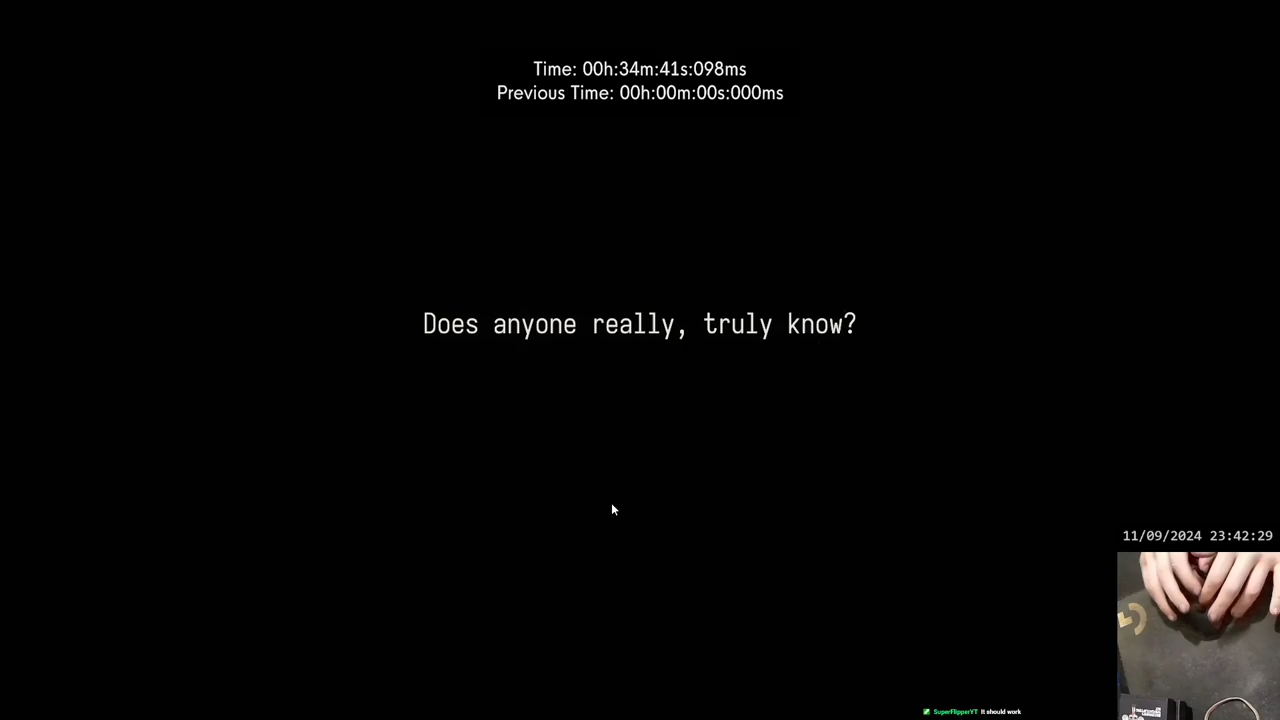 Time: 00h:34m:41s:098ms
Previous Time: 00h:00m:00s:000ms
Does anyone really, truly know?
11/09/2024 23:42:29
SuperFlipperYT It should work